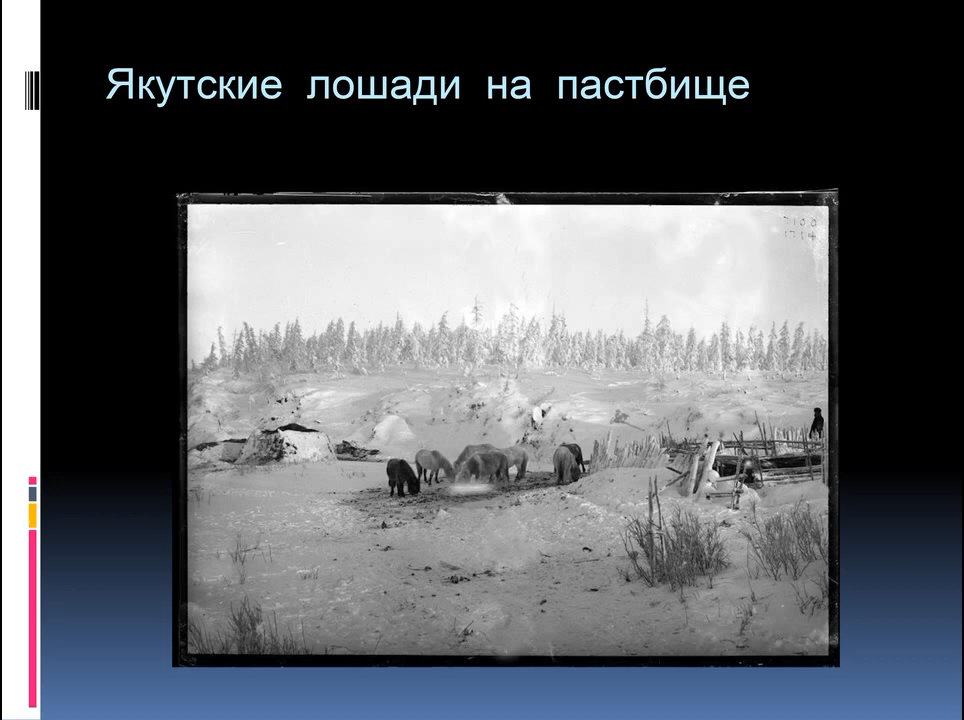 Якутские лошади на пастбище